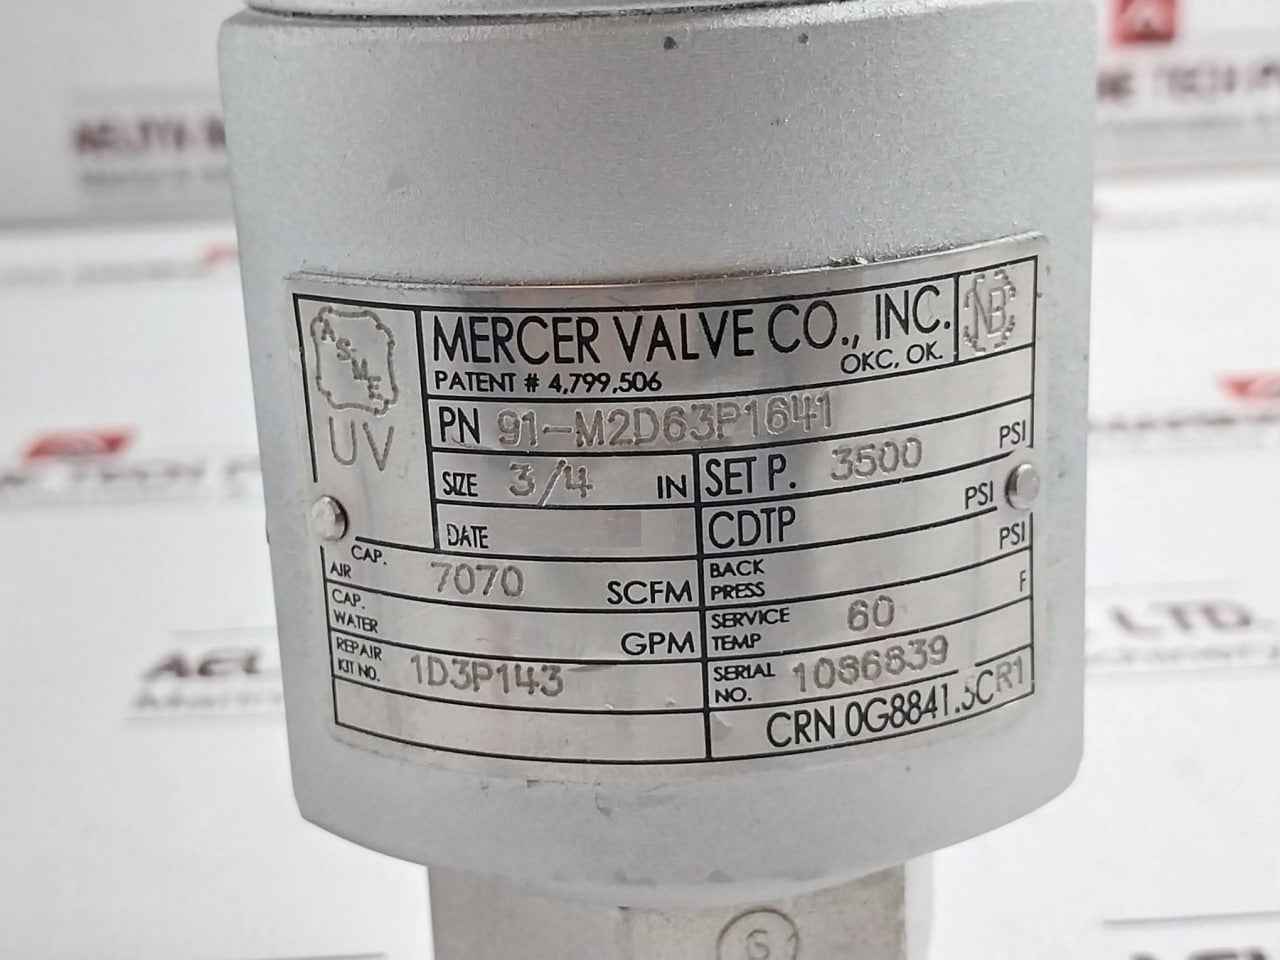 ASME
UV
MERCER VALVE CO., INC.
OKC, OK.
NB
PATENT # 4,799,506
PN 91-M2D63P1641
SIZE 3/4 IN
SET P. 3500 PSI
DATE
CDTP PSI
CAP. AIR 7070 SCFM
BACK PRESS PSI
CAP. WATER GPM
SERVICE TEMP 60 F
REPAIR KIT NO. 1D3P143
SERIAL NO. 1086839
CRN 0G8841.5CR1